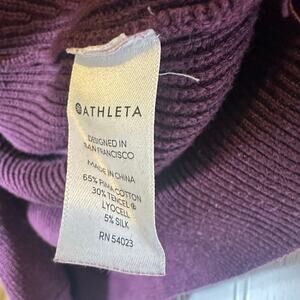 ATHLETA
DESIGNED IN
SAN FRANCISCO
MADE IN CHINA
65% PIMA COTTON
30% TENCEL®
LYOCELL
5% SILK
RN 54023